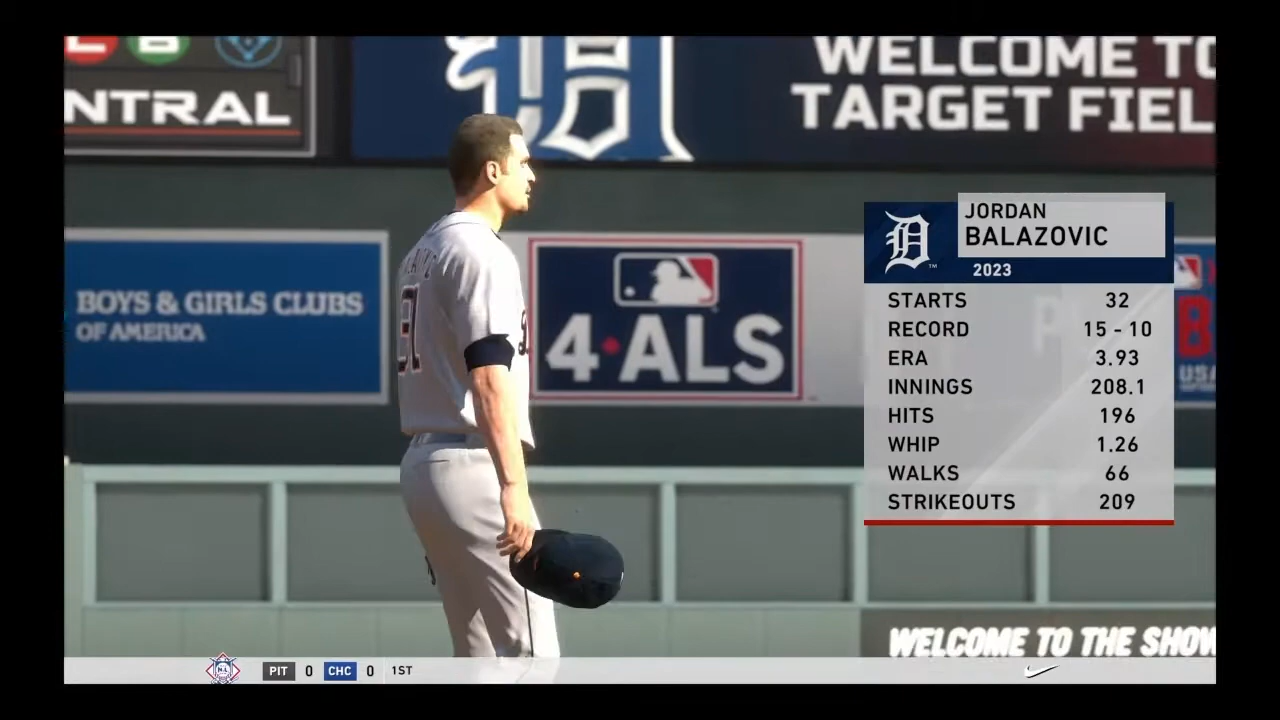 NTRAL
WELCOME TO
TARGET FIEL
BOYS & GIRLS CLUBS
OF AMERICA
4 ALS
91
JORDAN
BALAZOVIC
2023
STARTS 32
RECORD 15 - 10
ERA 3.93
INNINGS 208.1
HITS 196
WHIP 1.26
WALKS 66
STRIKEOUTS 209
WELCOME TO THE SHOW
PIT 0 CHC 0 1ST